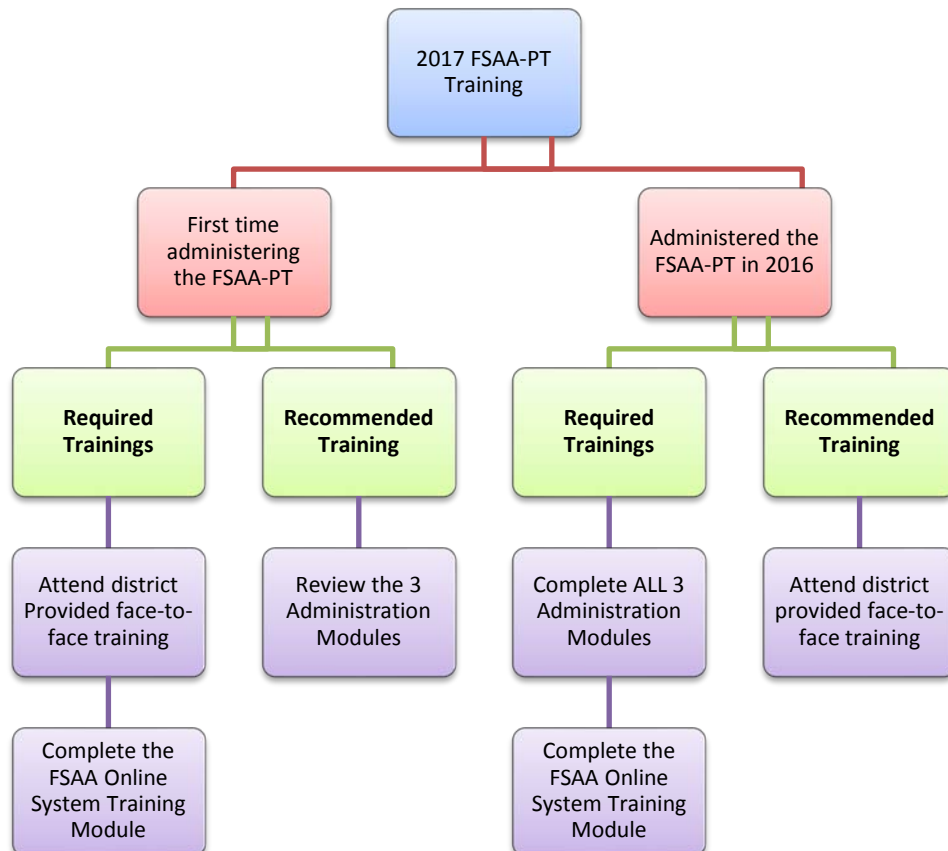 2017 FSAA-PT
Training
First time
administering
the FSAA-PT
Administered the
FSAA-PT in 2016
Required
Trainings
Recommended
Training
Required
Trainings
Recommended
Training
Attend district
Provided face-to-
face training
Review the 3
Administration
Modules
Complete ALL 3
Administration
Modules
Attend district
provided face-to-
face training
Complete the
FSAA Online
System Training
Module
Complete the
FSAA Online
System Training
Module